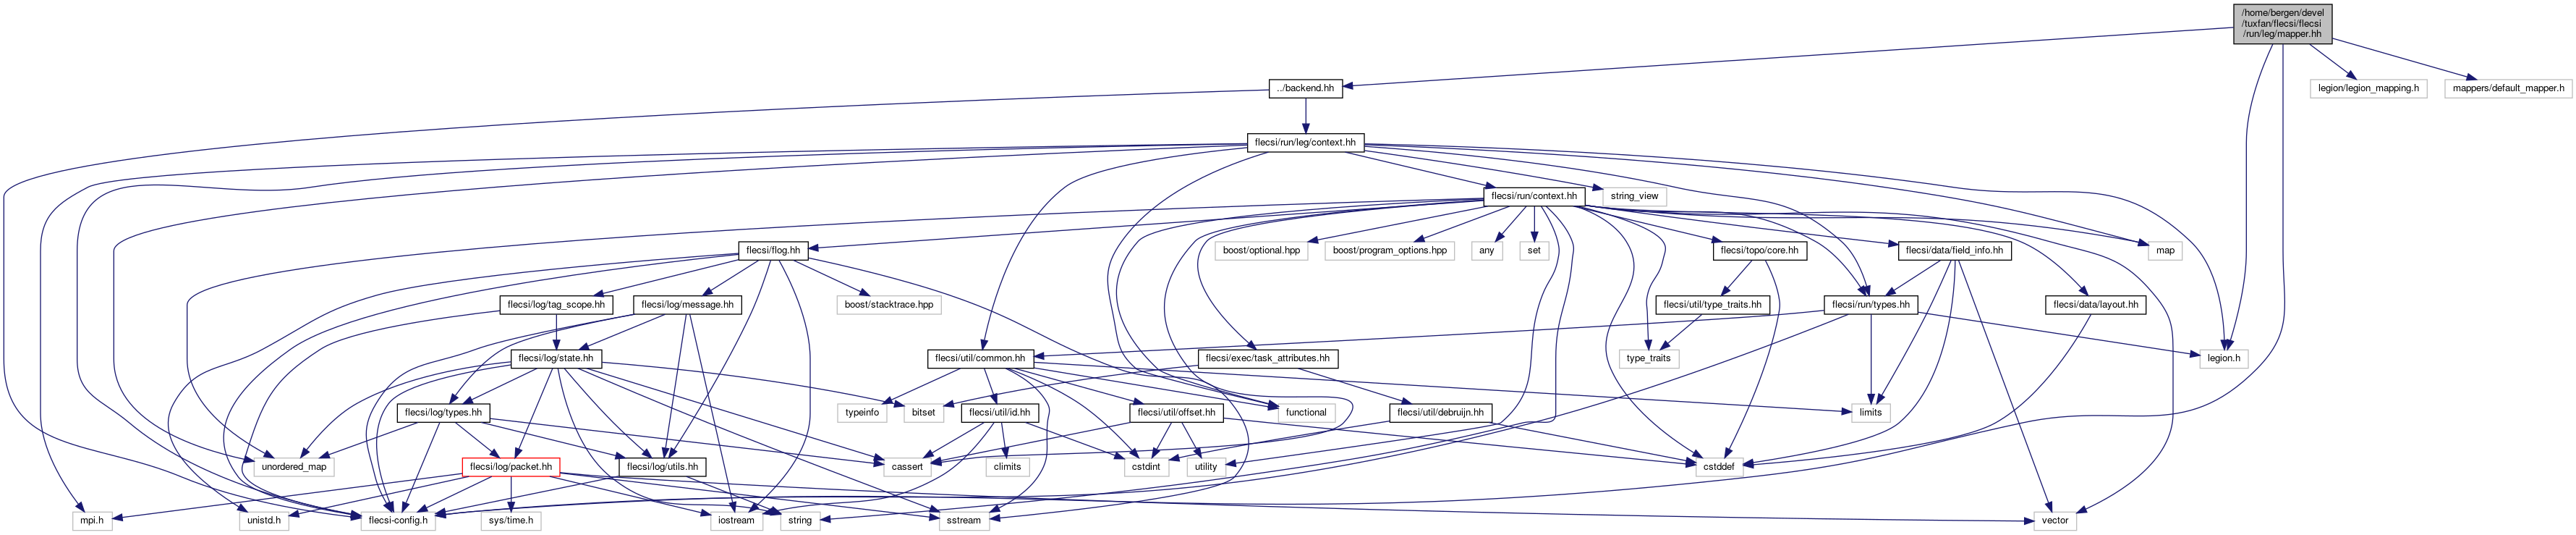 /home/bergen/devel
/tuxfan/flecsi/flecsi
/run/leg/mapper.hh
../backend.hh
legion/legion_mapping.h
mappers/default_mapper.h
flecsi/run/leg/context.hh
flecsi/run/context.hh
string_view
flecsi/flog.hh
boost/optional.hpp
boost/program_options.hpp
any
set
flecsi/topo/core.hh
flecsi/data/field_info.hh
map
flecsi/log/tag_scope.hh
flecsi/log/message.hh
boost/stacktrace.hpp
flecsi/util/type_traits.hh
flecsi/run/types.hh
flecsi/data/layout.hh
flecsi/log/state.hh
flecsi/util/common.hh
flecsi/exec/task_attributes.hh
type_traits
legion.h
flecsi/log/types.hh
typeinfo
bitset
flecsi/util/id.hh
flecsi/util/offset.hh
functional
flecsi/util/debruijn.hh
limits
unordered_map
flecsi/log/packet.hh
flecsi/log/utils.hh
cassert
climits
cstdint
utility
cstddef
mpi.h
unistd.h
flecsi-config.h
sys/time.h
iostream
string
sstream
vector